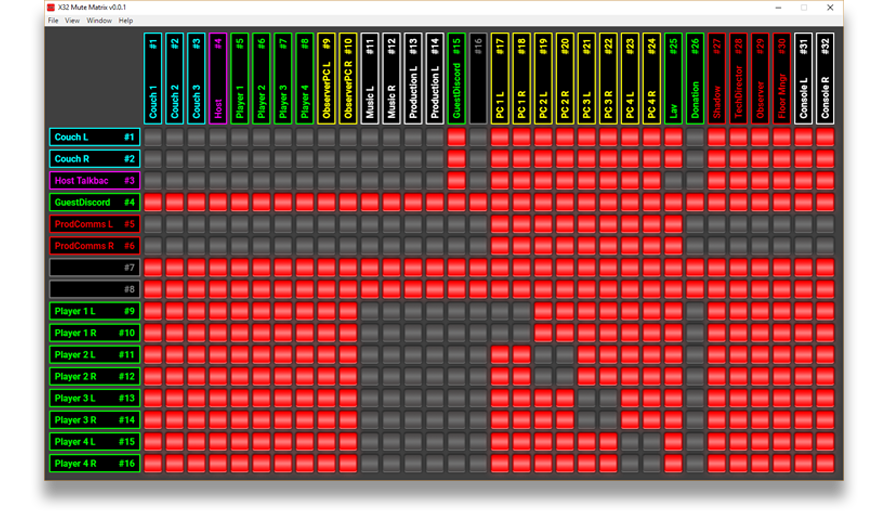 X32 Mute Matrix v0.0.1
File View Window Help
Couch 1 #1
Couch 2 #2
Couch 3 #3
Host #4
Player 1 #5
Player 2 #6
Player 3 #7
Player 4 #8
ObserverPC L #9
ObserverPC R #10
Music L #11
Music R #12
Production L #13
Production L #14
GuestDiscord #15
#16
PC 1 L #17
PC 1 R #18
PC 2 L #19
PC 2 R #20
PC 3 L #21
PC 3 R #22
PC 4 L #23
PC 4 R #24
Lav #25
Donation #26
Shadow #27
TechDirector #28
Observer #29
Floor Mngr #30
Console L #31
Console R #32
Couch L #1
Couch R #2
Host Talkbac #3
GuestDiscord #4
ProdComms L #5
ProdComms R #6
#7
#8
Player 1 L #9
Player 1 R #10
Player 2 L #11
Player 2 R #12
Player 3 L #13
Player 3 R #14
Player 4 L #15
Player 4 R #16